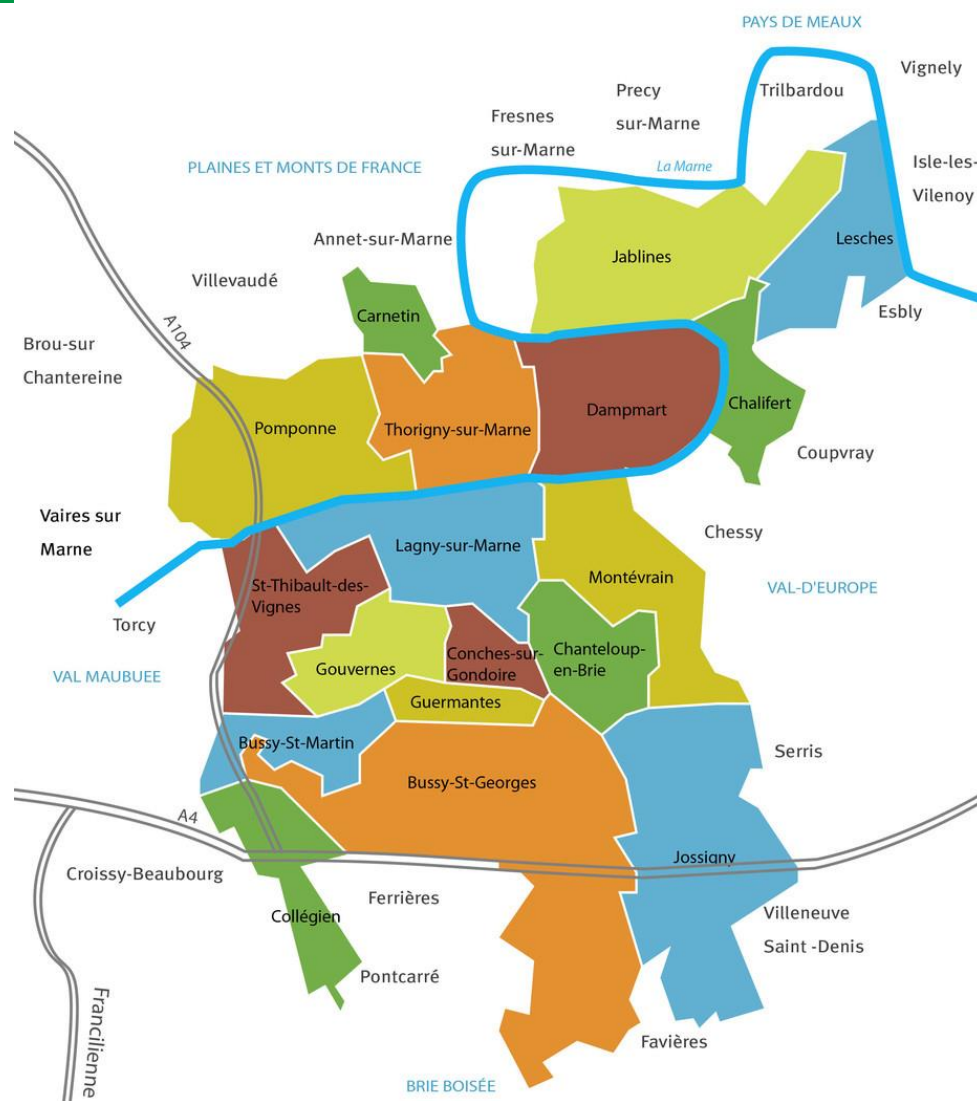 PAYS DE MEAUX
Vignely
Trilbardou
Precy
sur-Marne
Fresnes
sur-Marne
La Marne
PLAINES ET MONTS DE FRANCE
Isle-les-
Vilenoy
Lesches
Annet-sur-Marne
Jablines
Villevaudé
Carnetin
Esbly
A104
Brou-sur
Chantereine
Chalifert
Dampmart
Pomponne
Thorigny-sur-Marne
Coupvray
Vaires sur
Marne
Chessy
Lagny-sur-Marne
Montévrain
St-Thibault-des-
Vignes
VAL-D'EUROPE
Torcy
Conches-sur-
Gondoire
Chanteloup-
en-Brie
Gouvernes
VAL MAUBUEE
Guermantes
Bussy-St-Martin
Serris
Bussy-St-Georges
A4
Jossigny
Croissy-Beaubourg
Ferrières
Collégien
Villeneuve
Saint -Denis
Pontcarré
Francilienne
Favières
BRIE BOISÉE